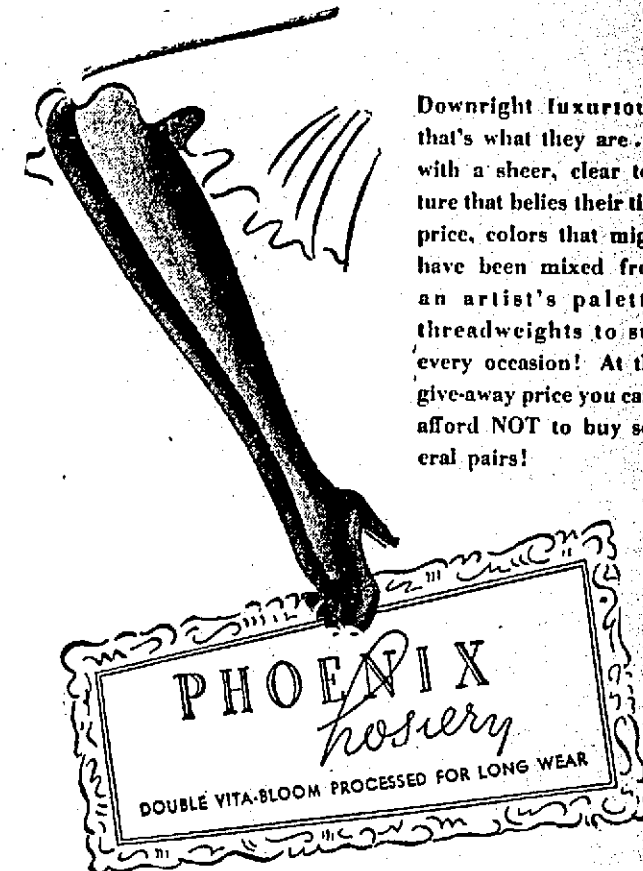 Downright luxuriou
that's what they are.
with a sheer, clear te
ture that belies their ti
price, colors that mig
have been mixed fro
an artist's palett
threadweights to su
every occasion! At th
give-away price you ca
afford NOT to buy se
eral pairs!
PHOENIX
hosiery
DOUBLE VITA-BLOOM PROCESSED FOR LONG WEAR